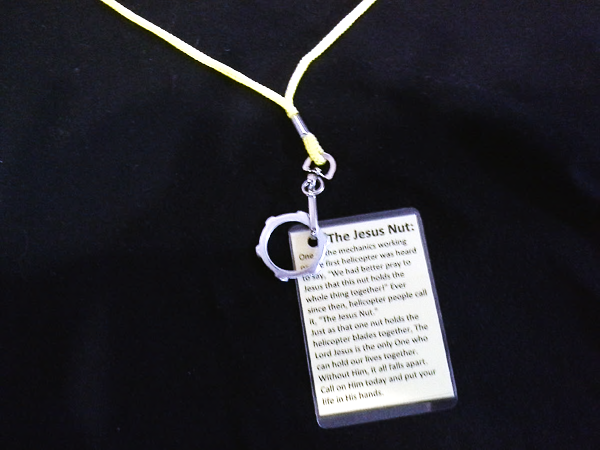 The Jesus Nut:
One the mechanics working
first helicopter was heard
to say, "We had better pray to
Jesus that this nut holds the
whole thing together!" Ever
since then, helicopter people call
it, "The Jesus Nut."
Just as that one nut holds the
helicopter blades together, The
Lord Jesus is the only One who
can hold our lives together.
Without Him, it all falls apart.
Call on Him today and put your
life in His hands.